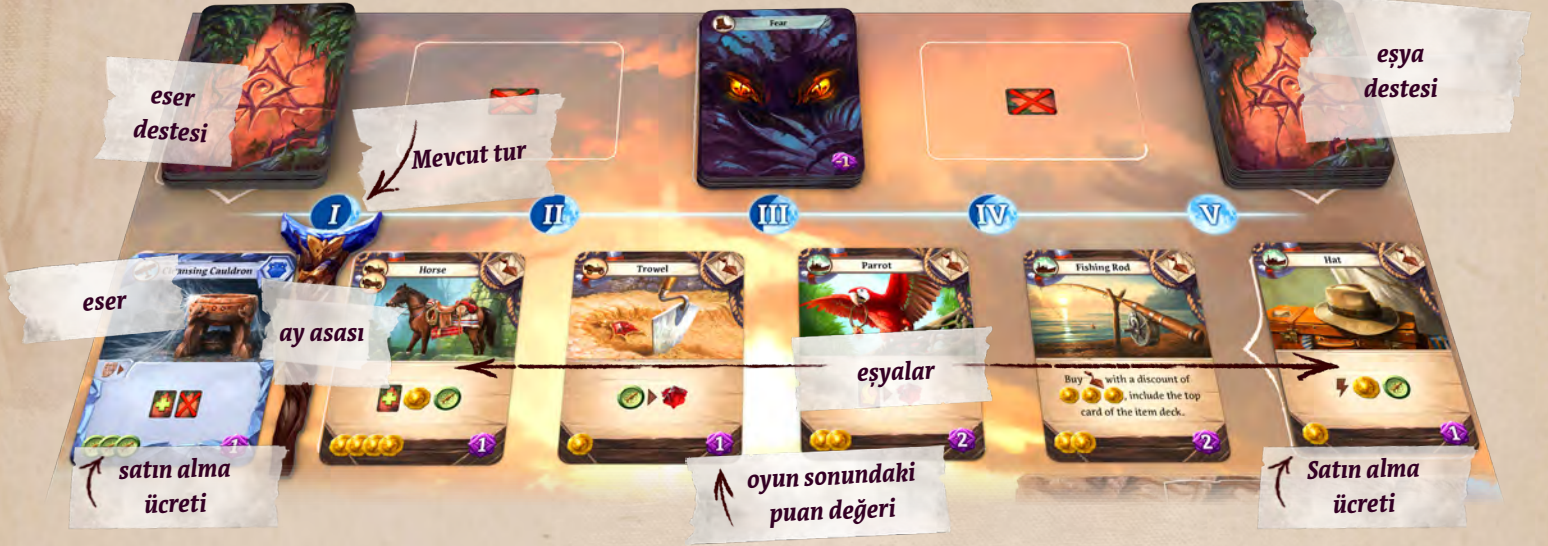 Fear
eser
destesi
eşya
destesi
Mevcut tur
-1
I
II
III
IV
V
Cleansing Cauldron
Horse
Trowel
Parrot
Fishing Rod
Hat
eser
ay asası
eşyalar
Buy with a discount of
, include the top
card of the item deck.
1
1
1
2
2
1
satın alma
ücreti
oyun sonundaki
puan değeri
Satın alma
ücreti